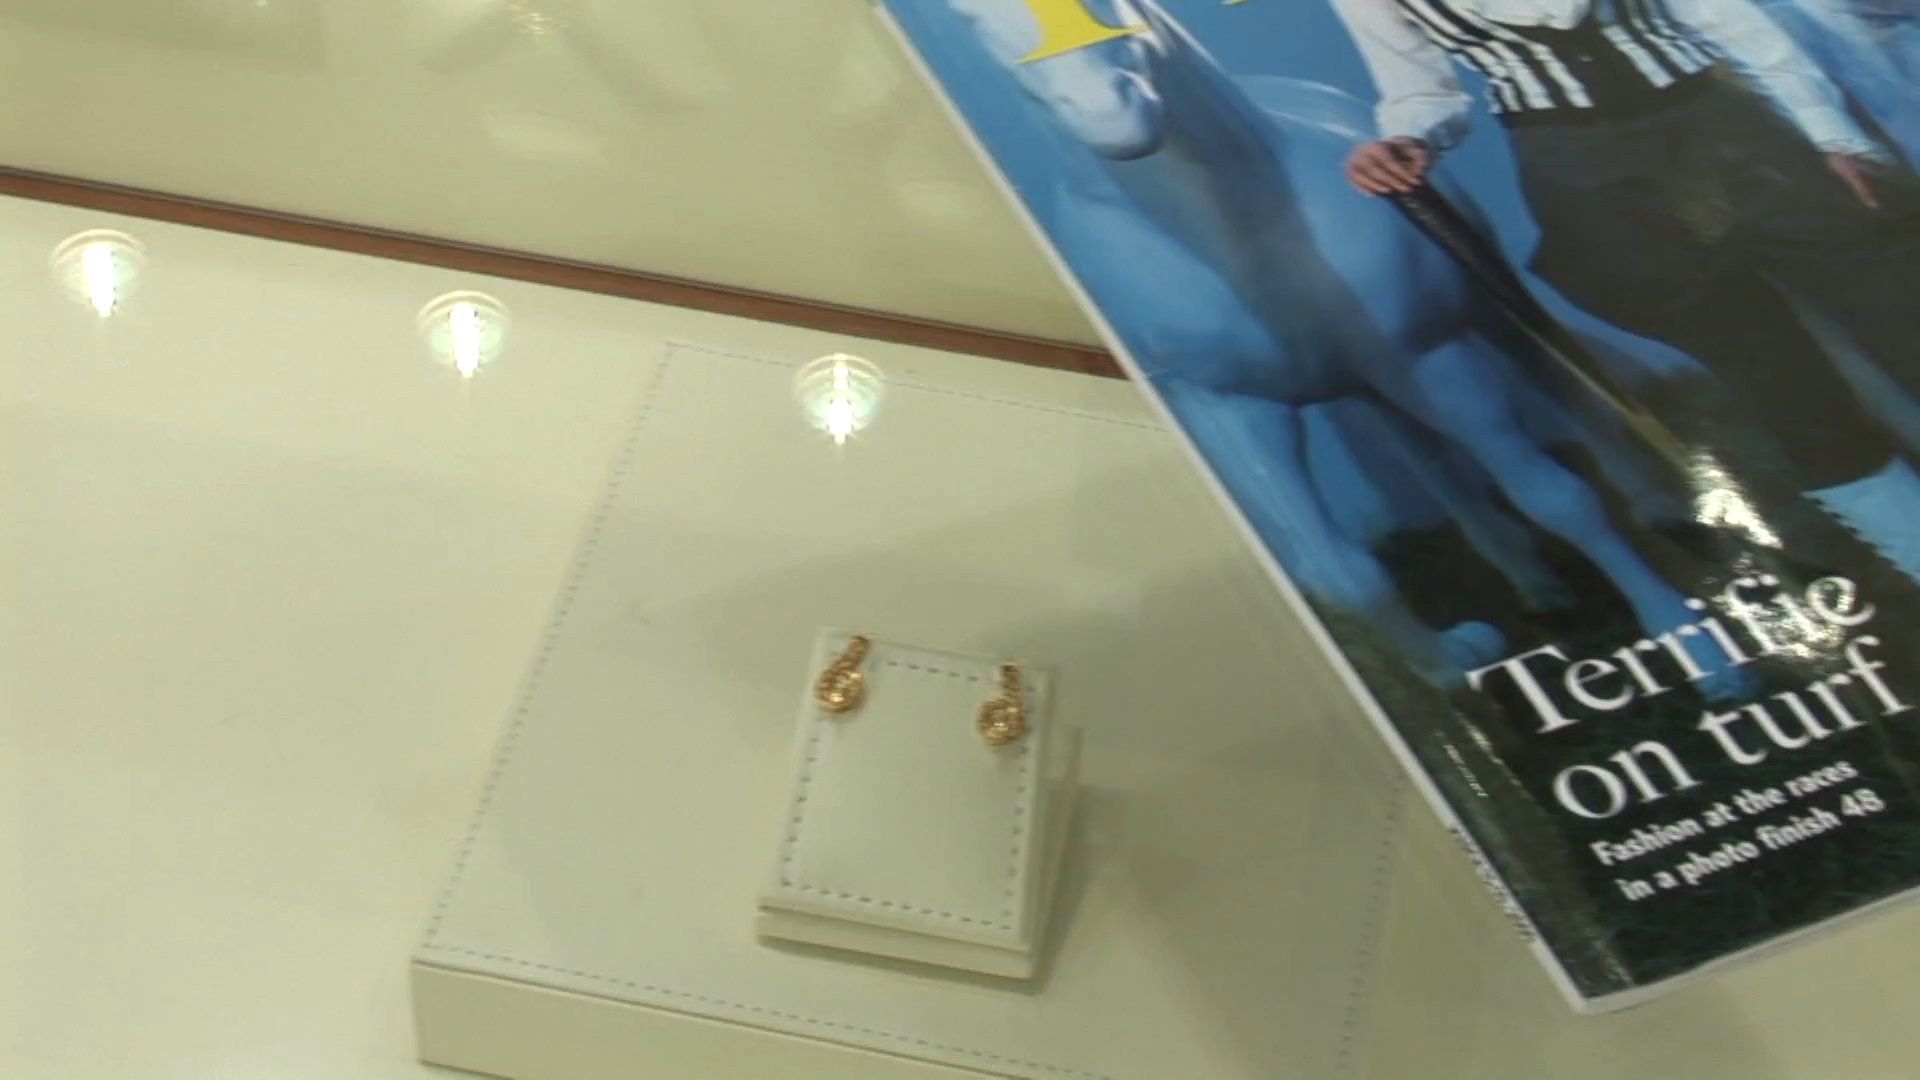 Terrific
on turf
Fashion at the races
in a photo finish 48